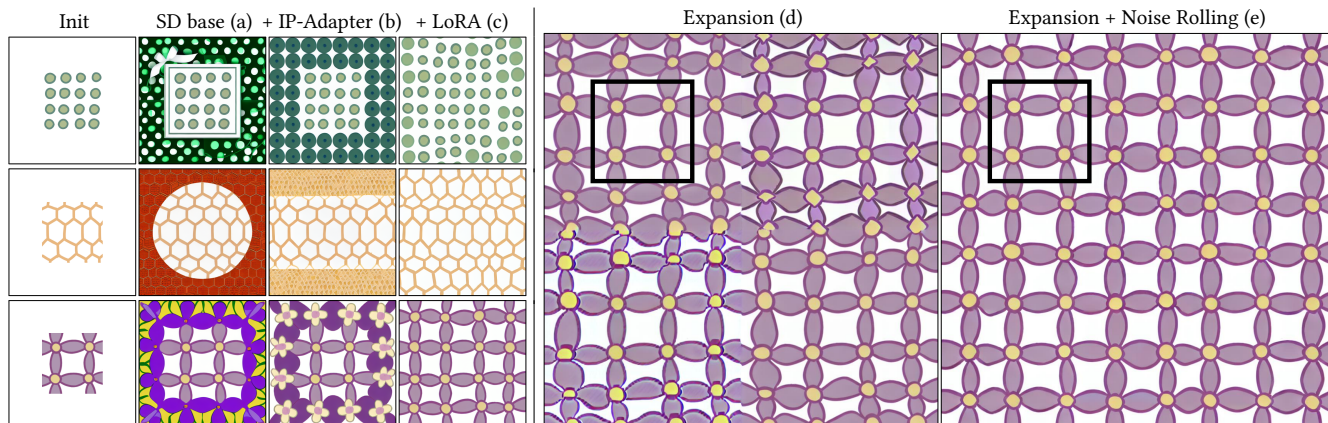 Init SD base (a) + IP-Adapter (b) + LoRA (c) Expansion (d) Expansion + Noise Rolling (e)